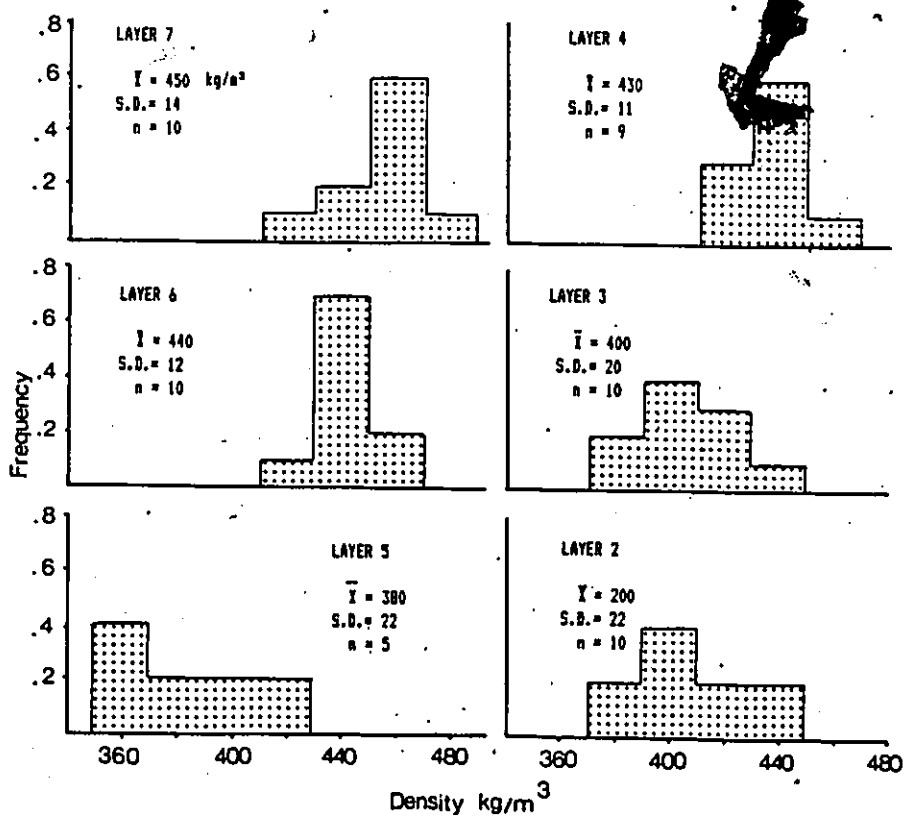 .8
.6
.4
.2
LAYER 7
X̄ = 450 kg/m³
S.D.= 14
n = 10
LAYER 4
X̄ = 430
S.D.= 11
n = 9
.8
.6
.4
.2
LAYER 6
X̄ = 440
S.D.= 12
n = 10
LAYER 3
X̄ = 400
S.D.= 20
n = 10
Frequency
.8
.6
.4
.2
LAYER 5
X̄ = 380
S.D.= 22
n = 5
LAYER 2
X̄ = 200
S.D.= 22
n = 10
360 400 440 480
360 400 440 480
Density kg/m³